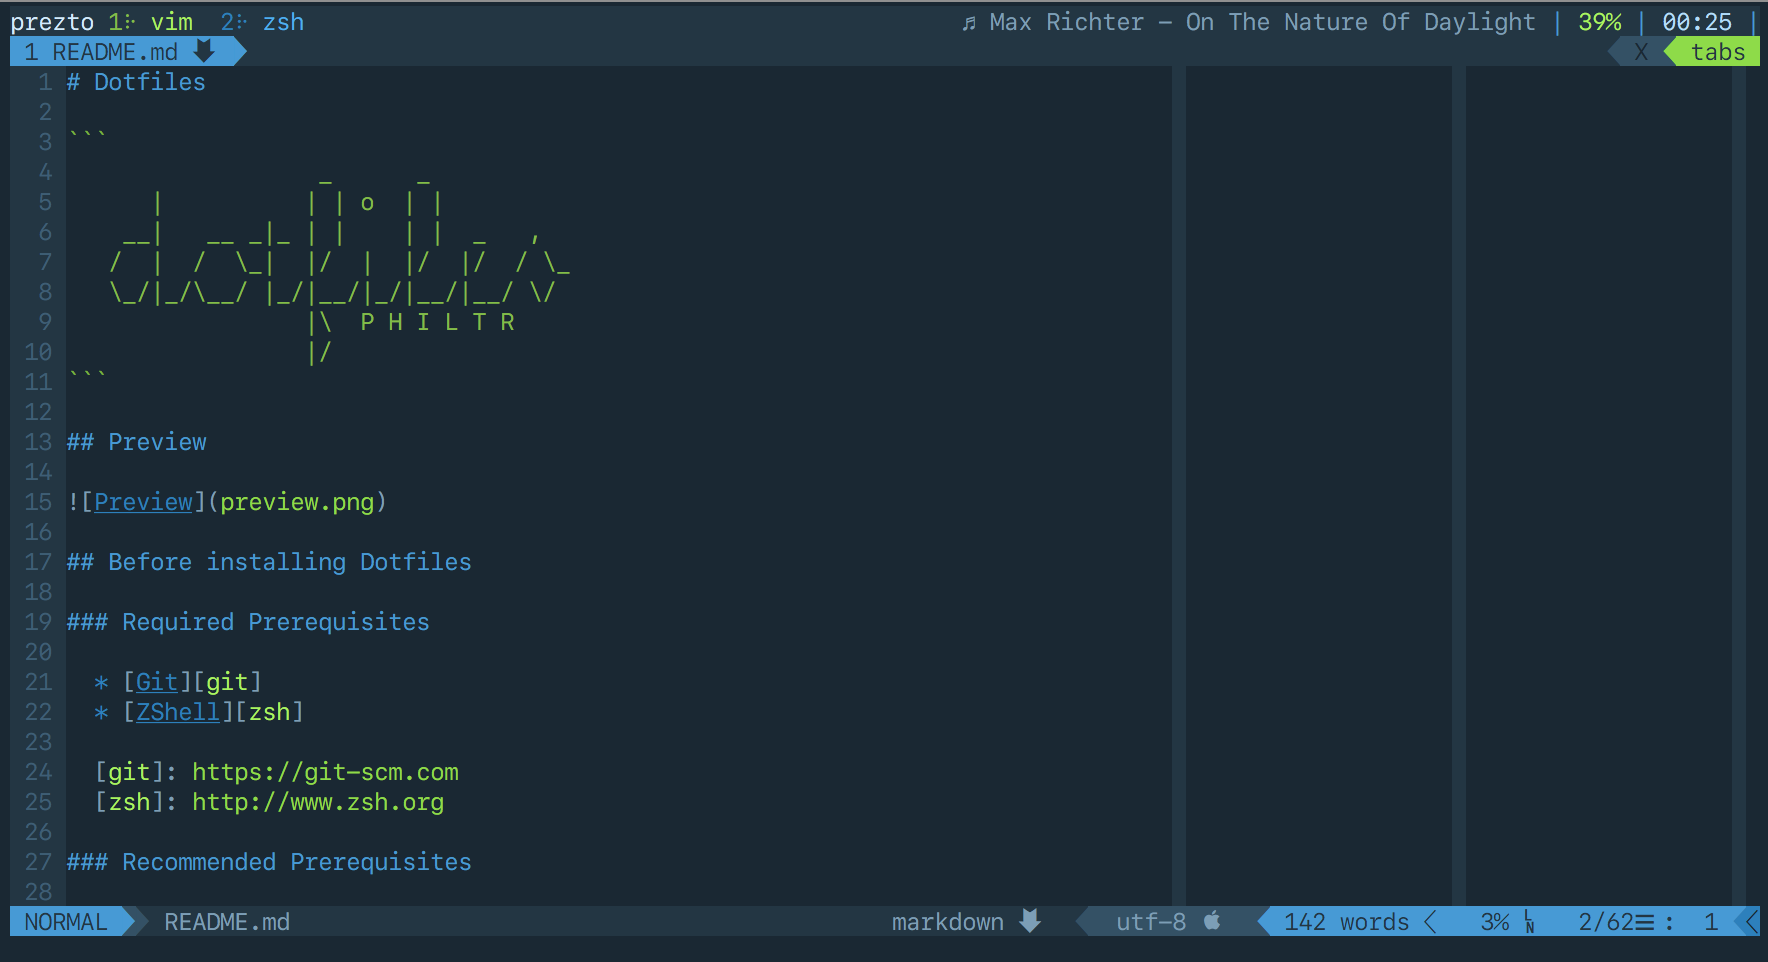 prezto 1: vim 2: zsh ♬ Max Richter – On The Nature Of Daylight | 39% | 00:25 |
1 README.md X tabs
1 # Dotfiles
2
3 ```
4                    _      _
5        |          | | o  | |
6      __|   __ _|_ | |    | |  _   ,
7     /  |  /  \_|  |/  |  |/  |/  / \_
8     \_/|_/\__/ |_/|__/|_/|__/|__/ \/
9                   |\  P H I L T R
10                  |/
11 ```
12
13 ## Preview
14
15 ![Preview](preview.png)
16
17 ## Before installing Dotfiles
18
19 ### Required Prerequisites
20
21   * [Git][git]
22   * [ZShell][zsh]
23
24   [git]: https://git-scm.com
25   [zsh]: http://www.zsh.org
26
27 ### Recommended Prerequisites
28
NORMAL README.md markdown utf-8 142 words 3% LN 2/62☰ : 1